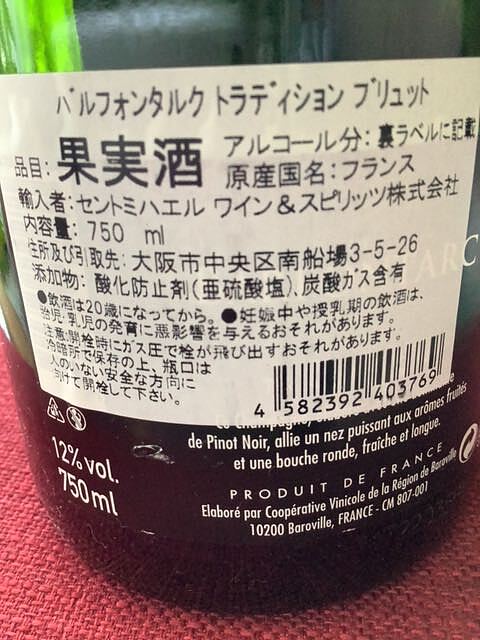 バルフォンタルク トラディション ブリュット
品目: 果実酒 アルコール分：裏ラベルに記載
原産国名：フランス
輸入者：セントミハエル ワイン＆スピリッツ株式会社
内容量: 750 ml
住所及び引取先: 大阪市中央区南船場3-5-26
添加物: 酸化防止剤(亜硫酸塩)、炭酸ガス含有
●飲酒は20歳になってから。●妊娠中や授乳期の飲酒は、
胎児・乳児の発育に悪影響を与えるおそれがあります。
注意:開栓時にガス圧で栓が飛び出すおそれがあります。
冷暗所で保存の上、瓶口は
人のいない安全な方向に
向けて開栓して下さい。
4 582392 403769
ARC
de Pinot Noir, allie un nez puissant aux arômes fruités
et une bouche ronde, fraîche et longue.
12% vol.
750 ml
PRODUIT DE FRANCE
Elaboré par Coopérative Vinicole de la Région de Baroville
10200 Baroville, FRANCE - CM 807-001